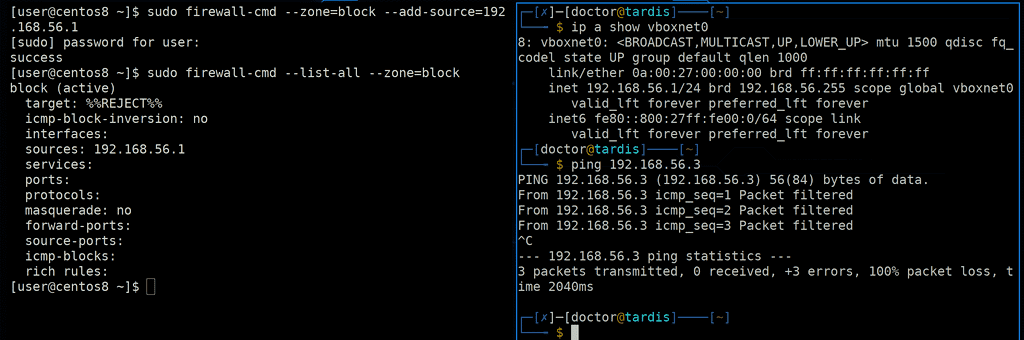 [user@centos8 ~]$ sudo firewall-cmd --zone=block --add-source=192
.168.56.1
[sudo] password for user:
success
[user@centos8 ~]$ sudo firewall-cmd --list-all --zone=block
block (active)
  target: %%REJECT%%
  icmp-block-inversion: no
  interfaces:
  sources: 192.168.56.1
  services:
  ports:
  protocols:
  masquerade: no
  forward-ports:
  source-ports:
  icmp-blocks:
  rich rules:
[user@centos8 ~]$
┌─[✗]─[doctor@tardis]────[~]
└──╼ $ ip a show vboxnet0
8: vboxnet0: <BROADCAST,MULTICAST,UP,LOWER_UP> mtu 1500 qdisc fq_
codel state UP group default qlen 1000
    link/ether 0a:00:27:00:00:00 brd ff:ff:ff:ff:ff:ff
    inet 192.168.56.1/24 brd 192.168.56.255 scope global vboxnet0
       valid_lft forever preferred_lft forever
    inet6 fe80::800:27ff:fe00:0/64 scope link
       valid_lft forever preferred_lft forever
┌─[doctor@tardis]────[~]
└──╼ $ ping 192.168.56.3
PING 192.168.56.3 (192.168.56.3) 56(84) bytes of data.
From 192.168.56.3 icmp_seq=1 Packet filtered
From 192.168.56.3 icmp_seq=2 Packet filtered
From 192.168.56.3 icmp_seq=3 Packet filtered
^C
--- 192.168.56.3 ping statistics ---
3 packets transmitted, 0 received, +3 errors, 100% packet loss, t
ime 2040ms
┌─[✗]─[doctor@tardis]────[~]
└──╼ $